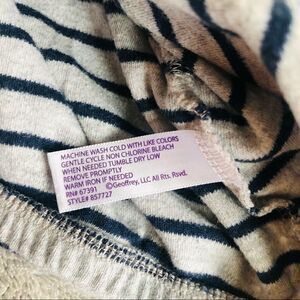 MACHINE WASH COLD WITH LIKE COLORS
GENTLE CYCLE NON CHLORINE BLEACH
WHEN NEEDED TUMBLE DRY LOW
REMOVE PROMPTLY
WARM IRON IF NEEDED
RN# 67391 ©Geoffrey, LLC All Rts. Rsvd.
STYLE# 857727